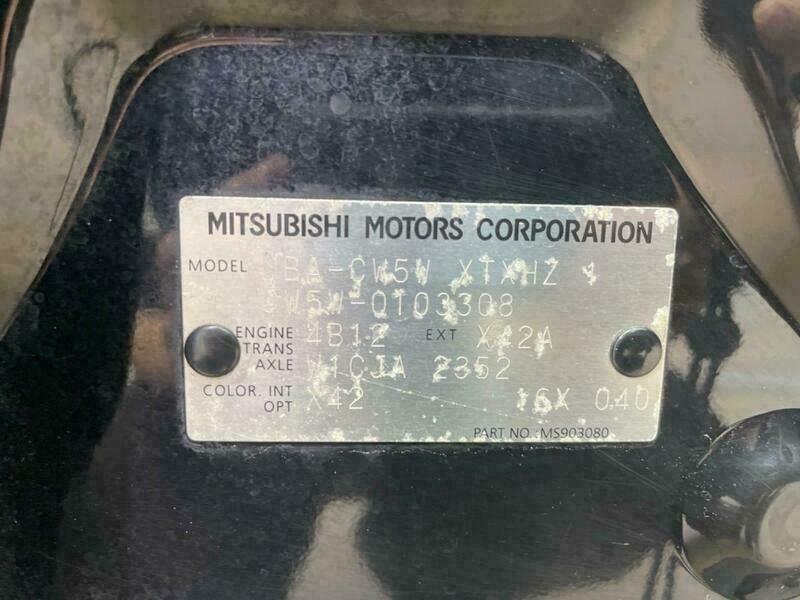 MITSUBISHI MOTORS CORPORATION
MODEL CBA-CW5W XTXHZ
CW5W-0103308
ENGINE 4B12 EXT X42A
TRANS
AXLE W1CJA 2352
COLOR. INT X42 16X 040
OPT
PART NO : MS903080